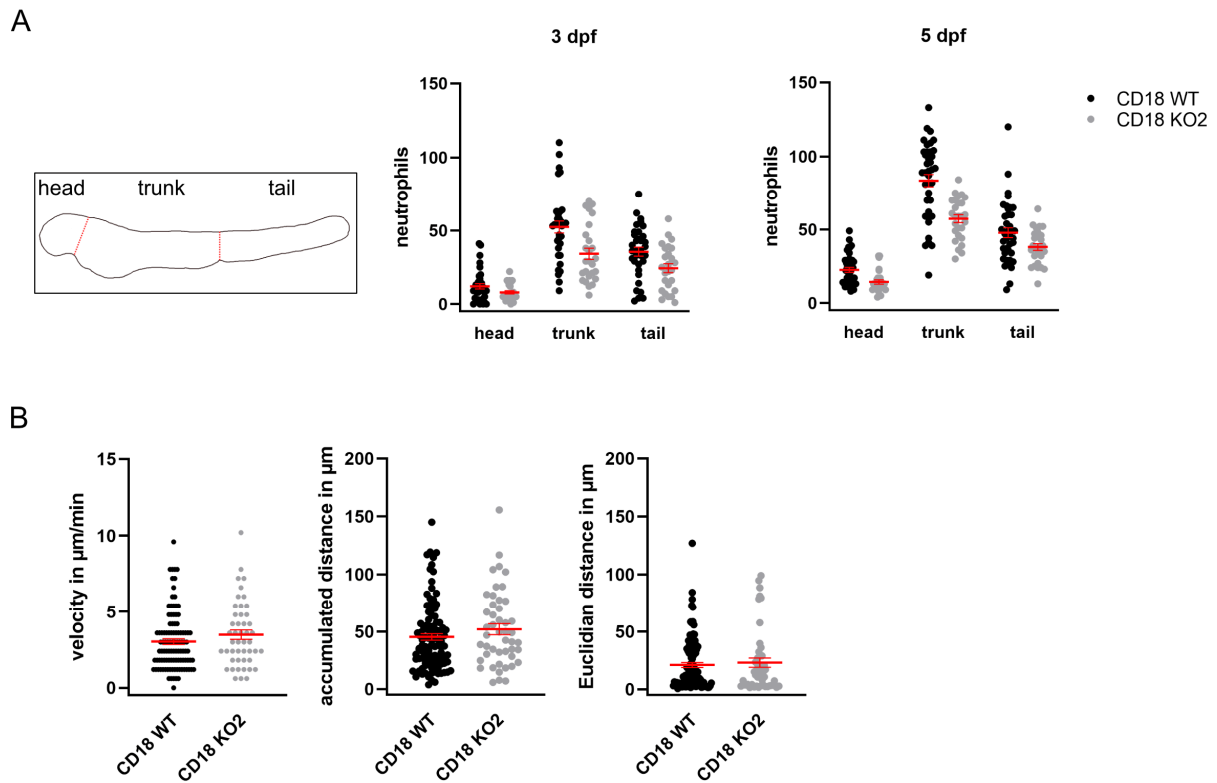 A
3 dpf
5 dpf
head trunk tail
neutrophils
150
100
50
0
head trunk tail
neutrophils
150
100
50
0
head trunk tail
CD18 WT
CD18 KO2
B
velocity in µm/min
15
10
5
0
CD18 WT
CD18 KO2
accumulated distance in µm
200
150
100
50
0
CD18 WT
CD18 KO2
Euclidian distance in µm
200
150
100
50
0
CD18 WT
CD18 KO2